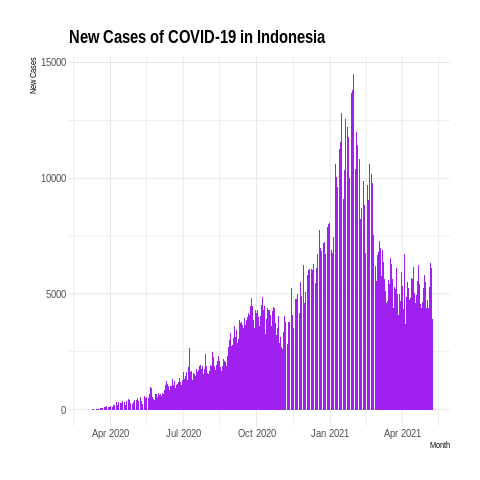 New Cases of COVID-19 in Indonesia
New Cases
15000
10000
5000
0
Apr 2020 Jul 2020 Oct 2020 Jan 2021 Apr 2021
Month